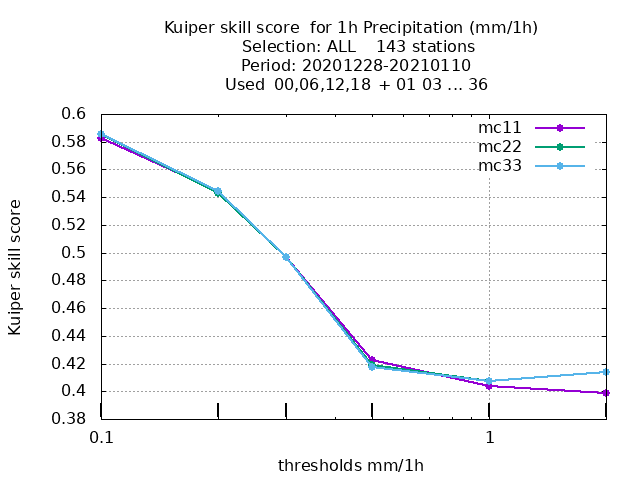 Kuiper skill score  for 1h Precipitation (mm/1h)
Selection: ALL    143 stations
Period: 20201228-20210110
Used  00,06,12,18  + 01 03 ... 36
mc11
mc22
mc33
Kuiper skill score
0.6
0.58
0.56
0.54
0.52
0.5
0.48
0.46
0.44
0.42
0.4
0.38
0.1
1
thresholds mm/1h